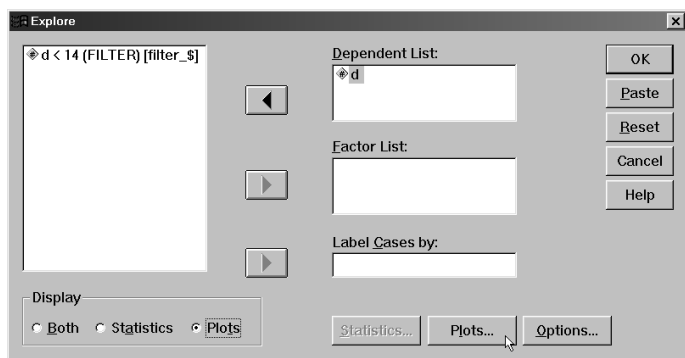 Explore
d < 14 (FILTER) [filter_$]
Dependent List:
d
Factor List:
Label Cases by:
OK
Paste
Reset
Cancel
Help
Display
Both Statistics Plots
Statistics... Plots... Options...